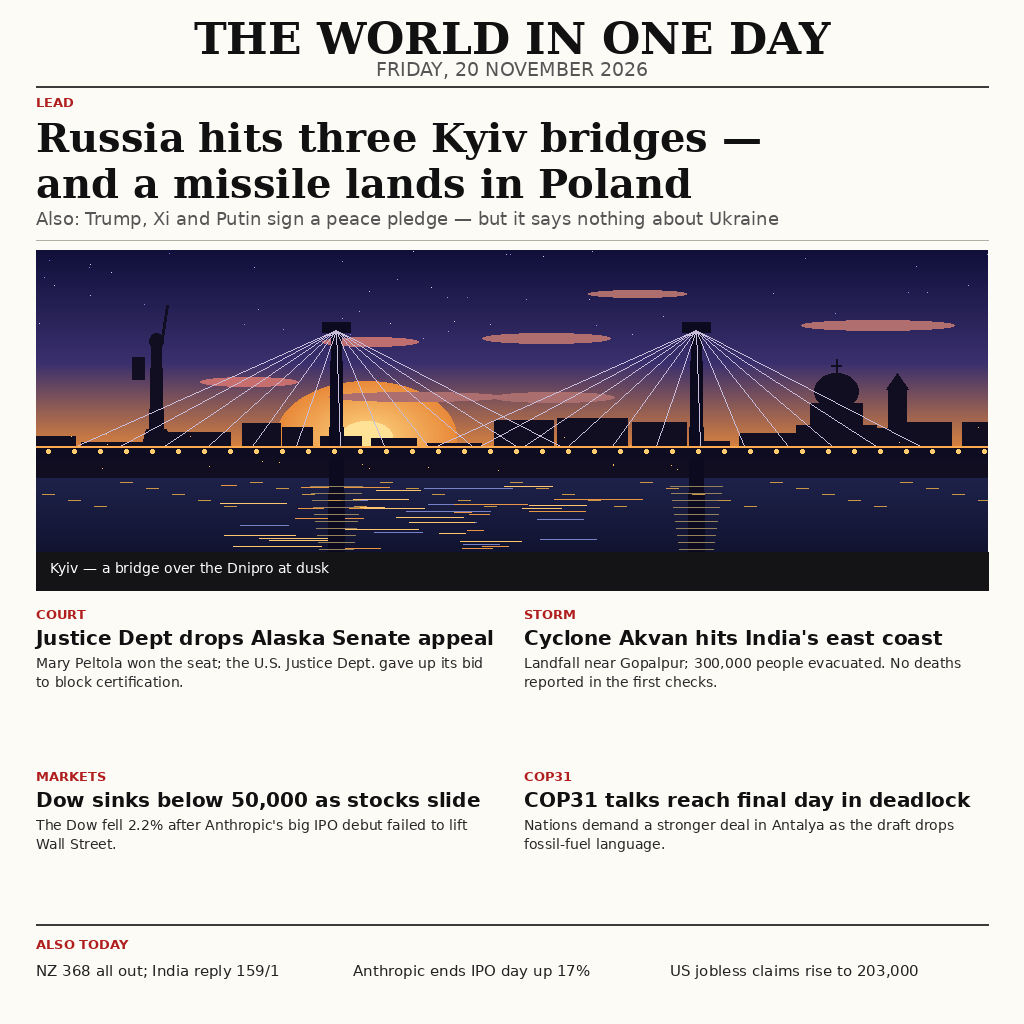 THE WORLD IN ONE DAY
FRIDAY, 20 NOVEMBER 2026
LEAD
Russia hits three Kyiv bridges —
and a missile lands in Poland
Also: Trump, Xi and Putin sign a peace pledge — but it says nothing about Ukraine
Kyiv — a bridge over the Dnipro at dusk
COURT
Justice Dept drops Alaska Senate appeal
Mary Peltola won the seat; the U.S. Justice Dept. gave up its bid
to block certification.
STORM
Cyclone Akvan hits India's east coast
Landfall near Gopalpur; 300,000 people evacuated. No deaths
reported in the first checks.
MARKETS
Dow sinks below 50,000 as stocks slide
The Dow fell 2.2% after Anthropic's big IPO debut failed to lift
Wall Street.
COP31
COP31 talks reach final day in deadlock
Nations demand a stronger deal in Antalya as the draft drops
fossil-fuel language.
ALSO TODAY
NZ 368 all out; India reply 159/1
Anthropic ends IPO day up 17%
US jobless claims rise to 203,000